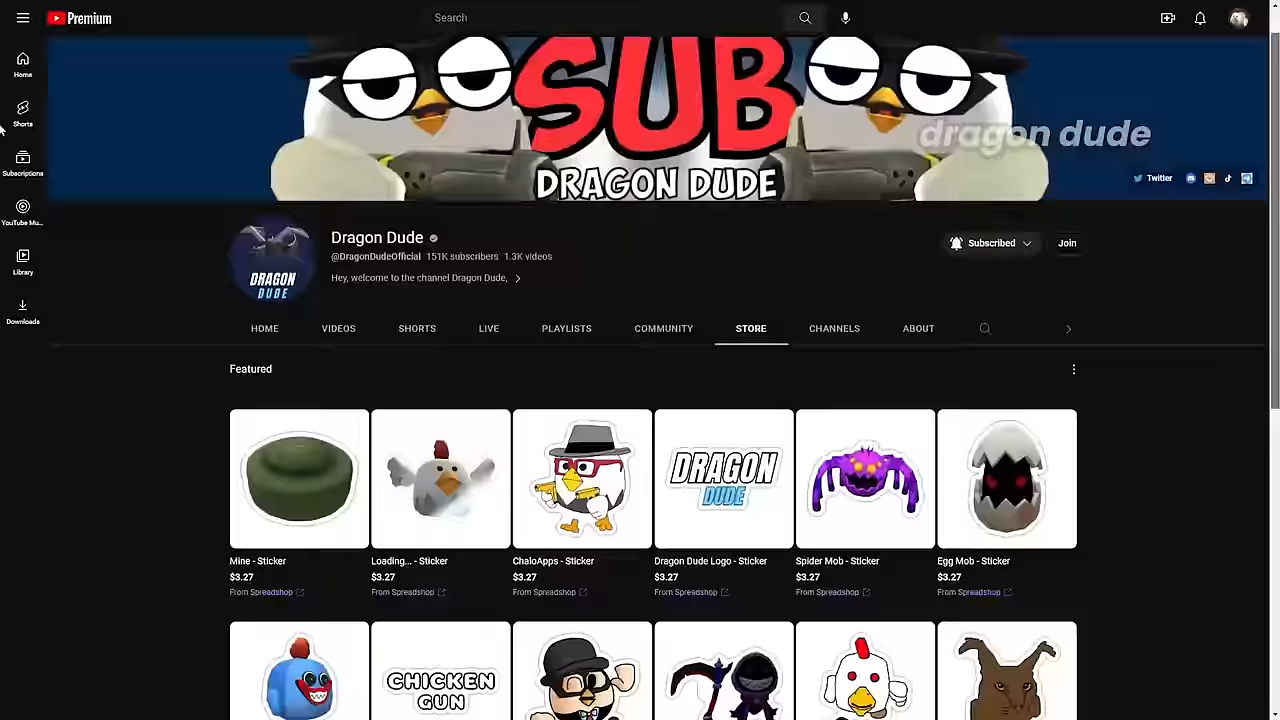 Premium
Search
Home
Shorts
Subscriptions
YouTube Mu...
Library
Downloads
SUB
DRAGON DUDE
dragon dude
Twitter
DRAGON
DUDE
Dragon Dude
@DragonDudeOfficial 151K subscribers 1.3K videos
Hey, welcome to the channel Dragon Dude,
Subscribed
Join
HOME VIDEOS SHORTS LIVE PLAYLISTS COMMUNITY STORE CHANNELS ABOUT
Featured
DRAGON
DUDE
Mine - Sticker
$3.27
From Spreadshop
Loading... - Sticker
$3.27
From Spreadshop
ChaloApps - Sticker
$3.27
From Spreadshop
Dragon Dude Logo - Sticker
$3.27
From Spreadshop
Spider Mob - Sticker
$3.27
From Spreadshop
Egg Mob - Sticker
$3.27
From Spreadshop
CHICKEN
GUN